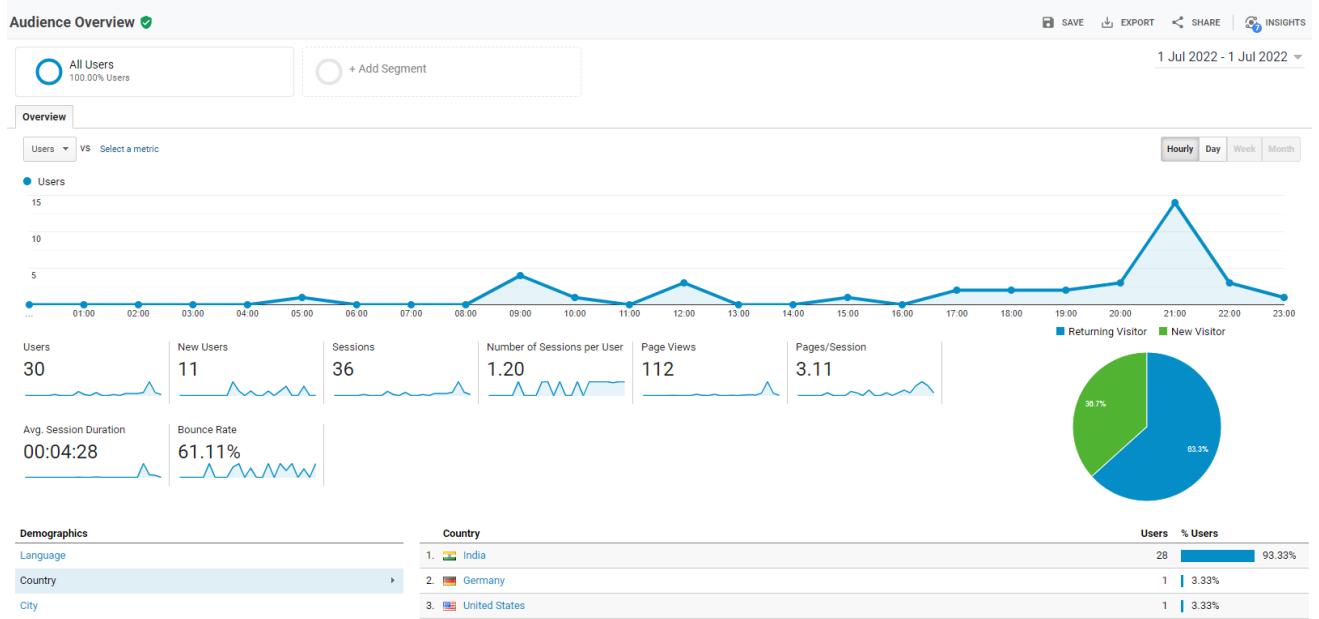 Audience Overview
SAVE EXPORT SHARE 7 INSIGHTS
All Users
100.00% Users
+ Add Segment
1 Jul 2022 - 1 Jul 2022
Overview
Users VS Select a metric
Hourly Day Week Month
Users
15
10
5
... 01:00 02:00 03:00 04:00 05:00 06:00 07:00 08:00 09:00 10:00 11:00 12:00 13:00 14:00 15:00 16:00 17:00 18:00 19:00 20:00 21:00 22:00 23:00
Returning Visitor New Visitor
Users
30
New Users
11
Sessions
36
Number of Sessions per User
1.20
Page Views
112
Pages/Session
3.11
36.7%
63.3%
Avg. Session Duration
00:04:28
Bounce Rate
61.11%
Demographics
Language
Country
City
Country Users % Users
1. India 28 93.33%
2. Germany 1 3.33%
3. United States 1 3.33%